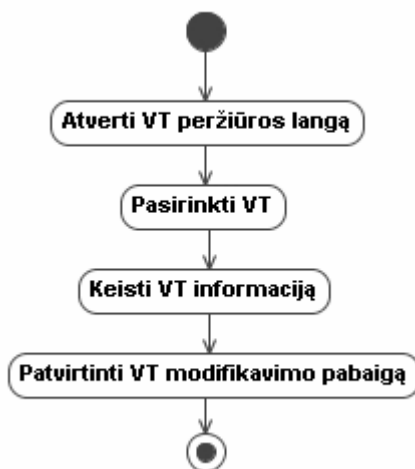 Atverti VT peržiūros langą
Pasirinkti VT
Keisti VT informaciją
Patvirtinti VT modifikavimo pabaigą